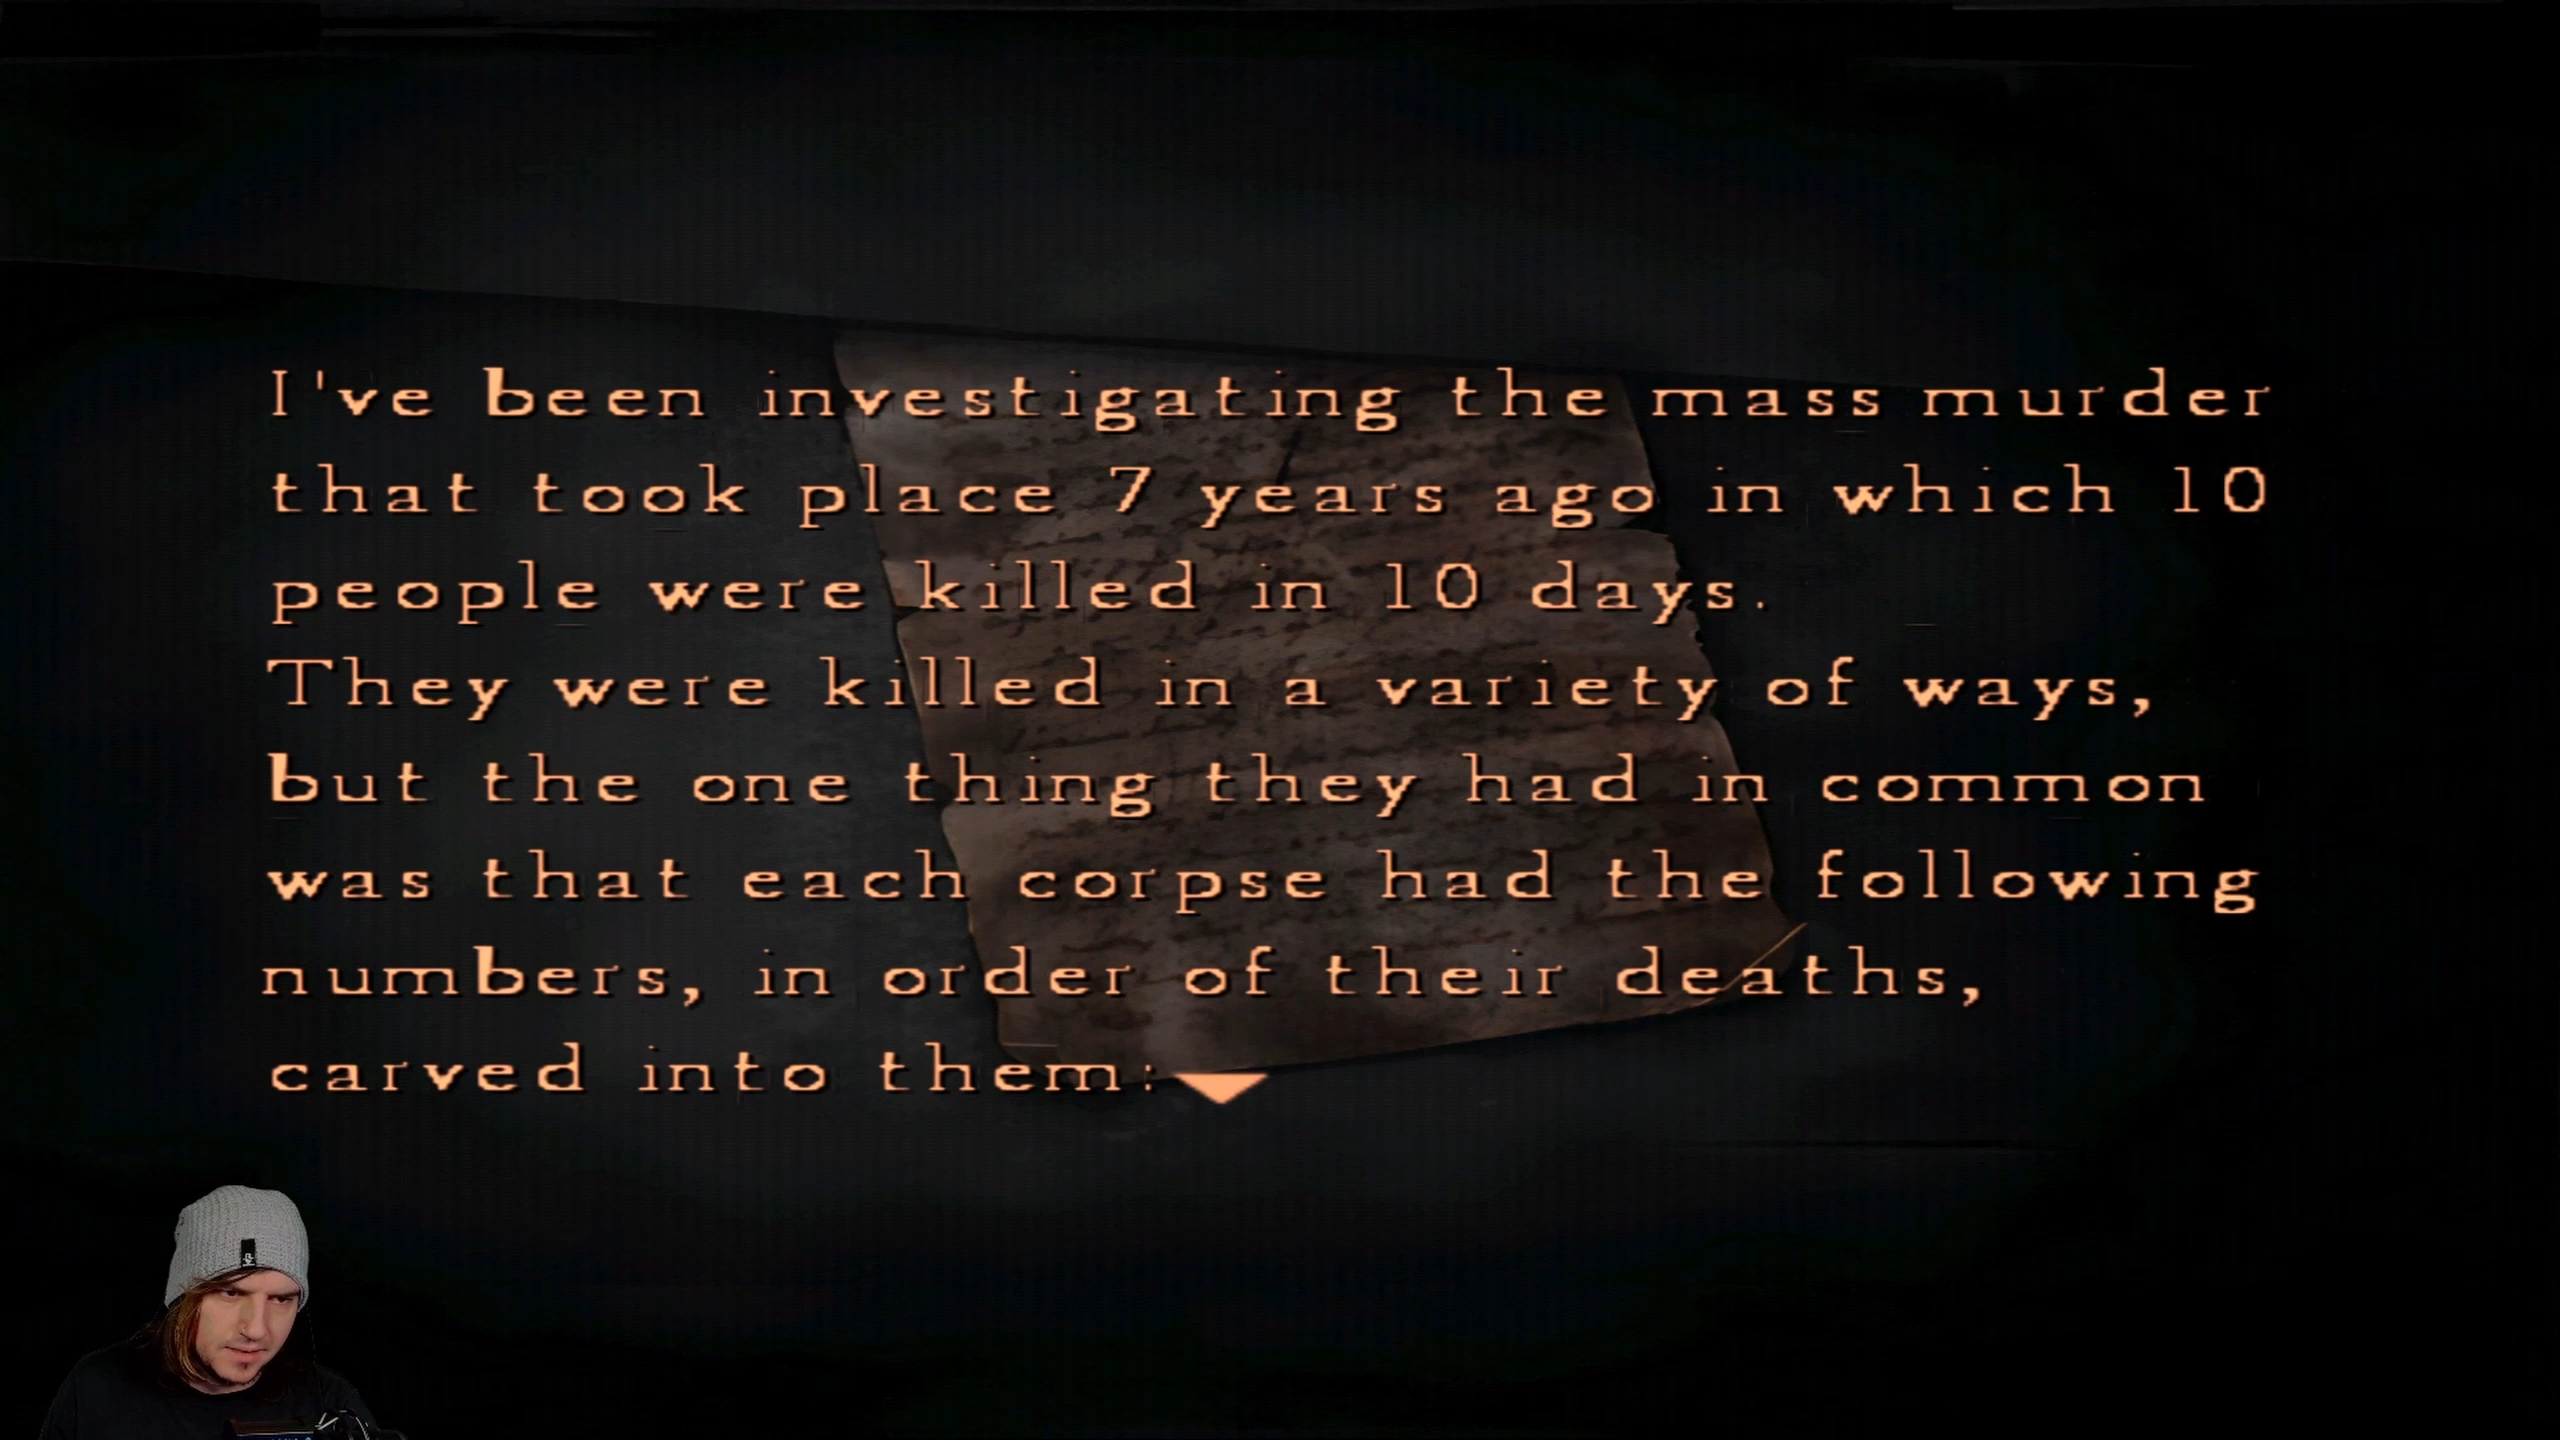 I've been investigating the mass murder
that took place 7 years ago in which 10
people were killed in 10 days.
They were killed in a variety of ways,
but the one thing they had in common
was that each corpse had the following
numbers, in order of their deaths,
carved into them: